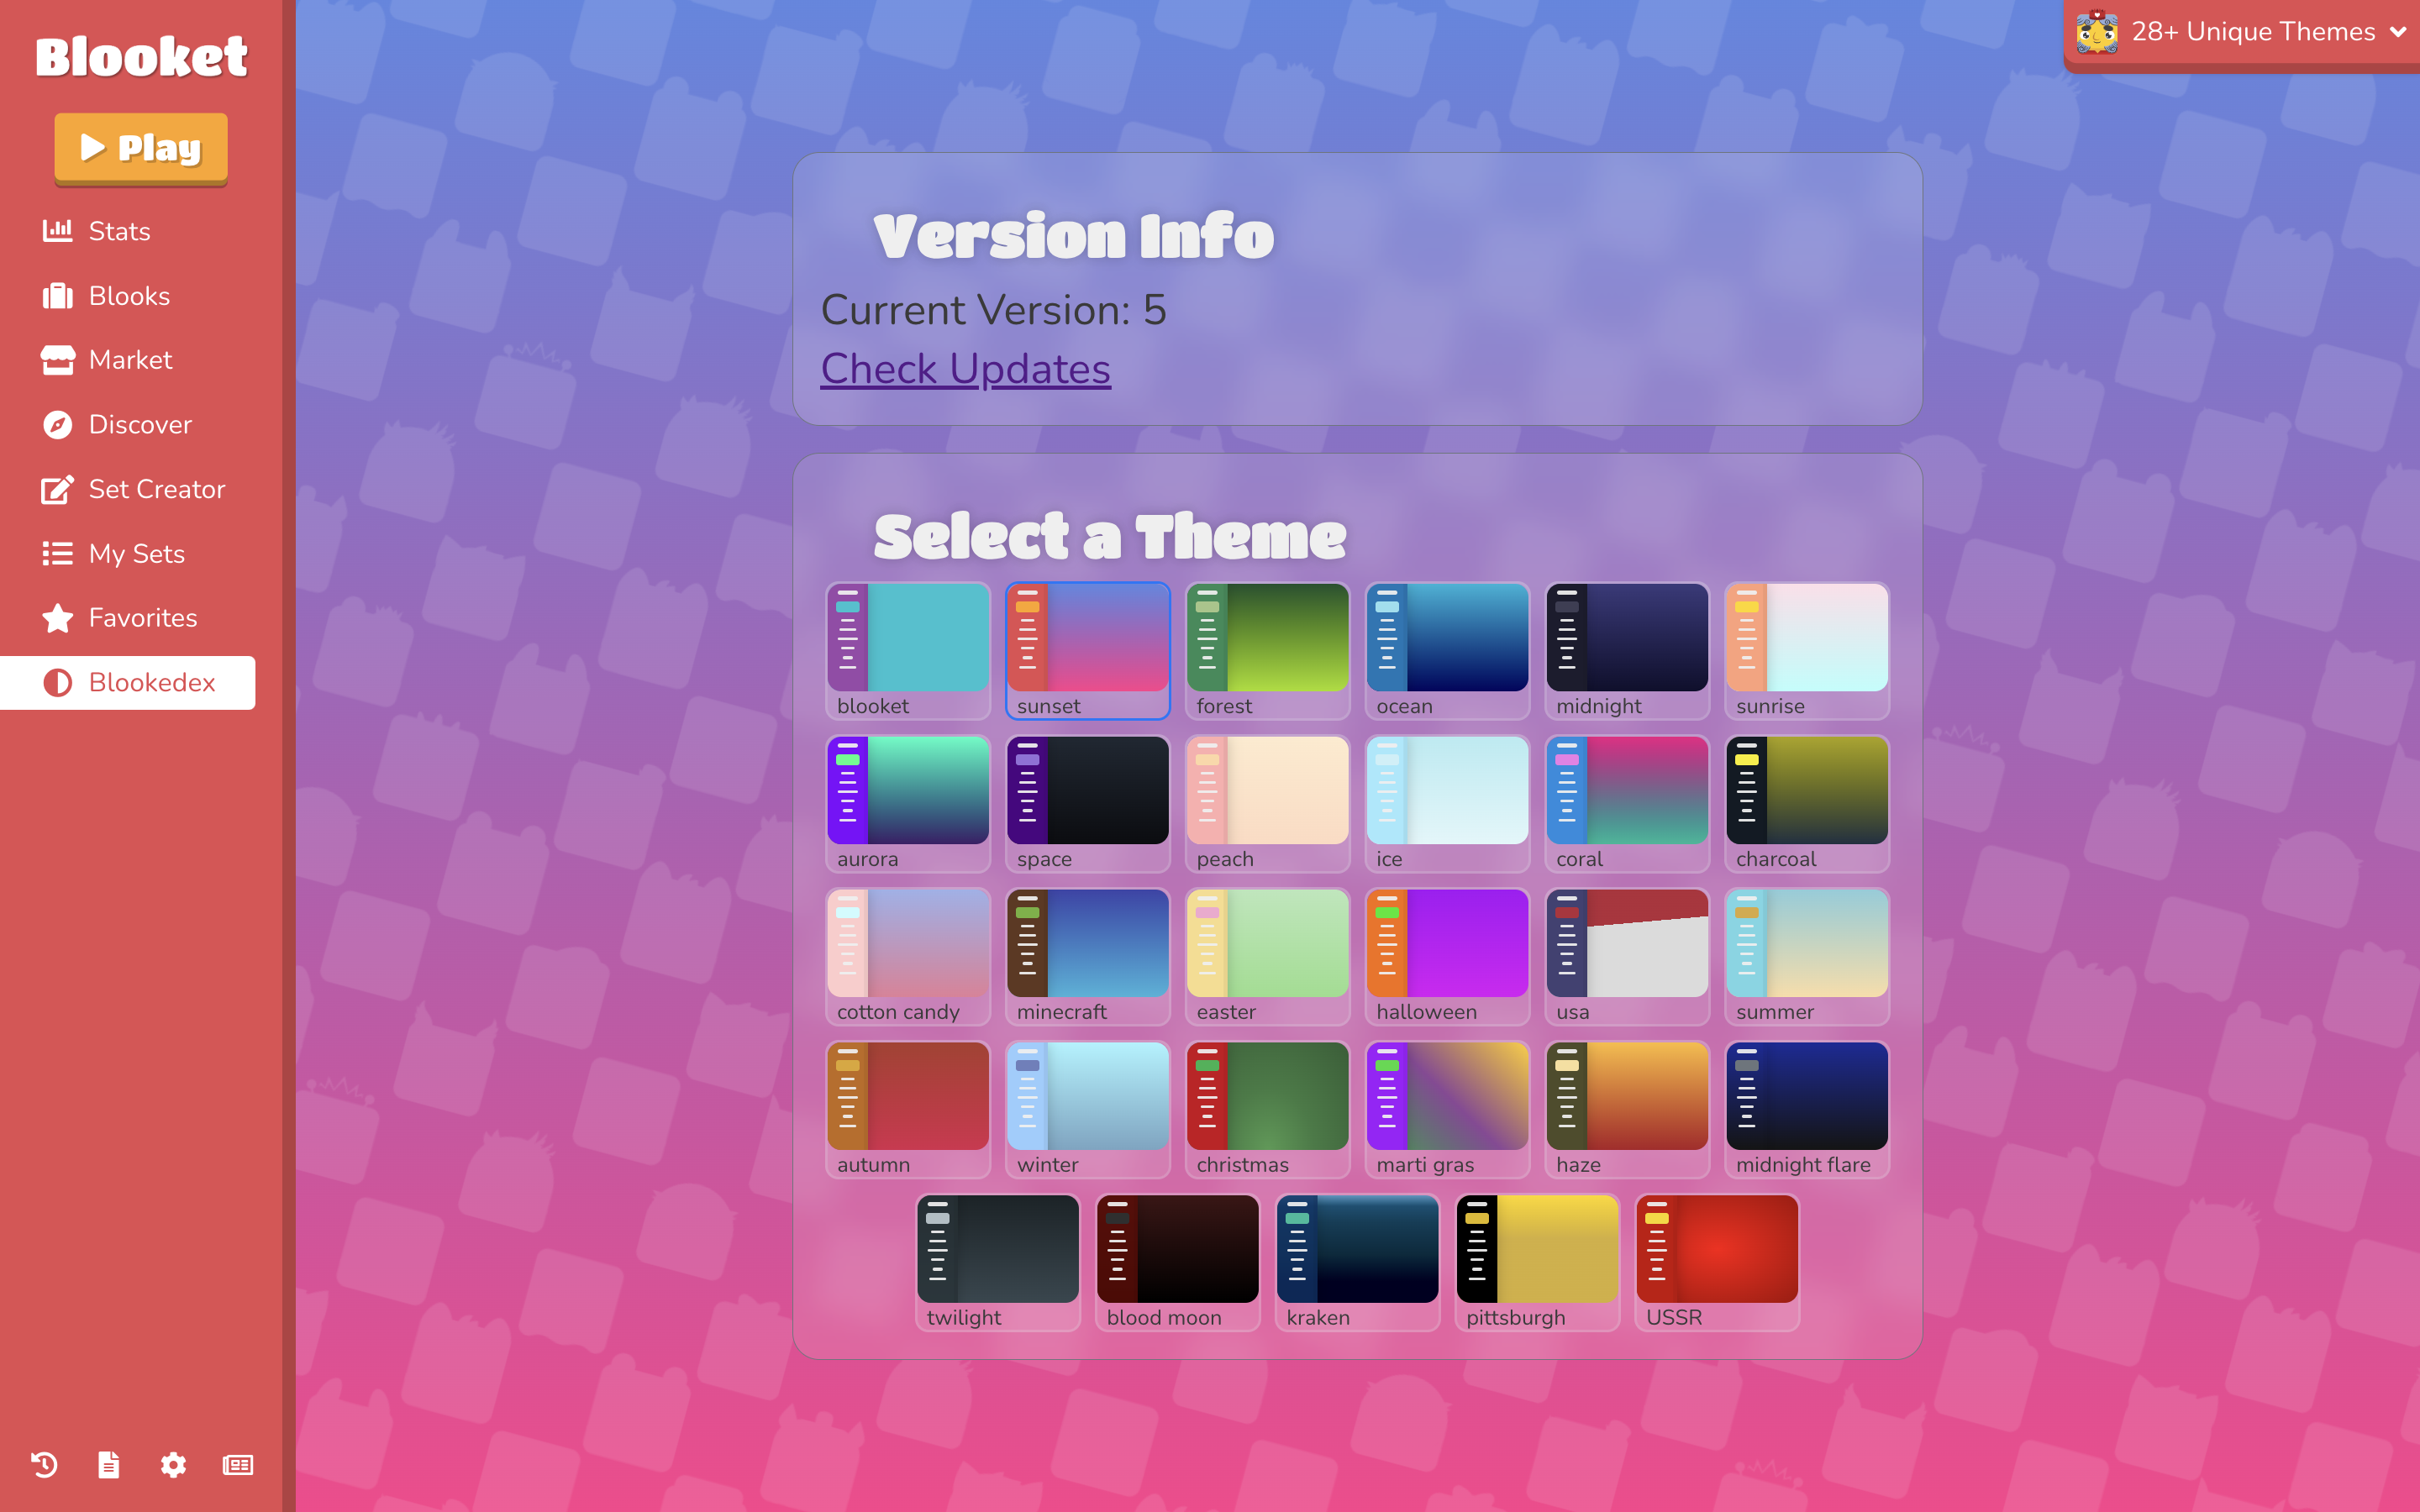 Blooket
Play
Stats
Blooks
Market
Discover
Set Creator
My Sets
Favorites
Blookedex
28+ Unique Themes
Version Info
Current Version: 5
Check Updates
Select a Theme
blooket
sunset
forest
ocean
midnight
sunrise
aurora
space
peach
ice
coral
charcoal
cotton candy
minecraft
easter
halloween
usa
summer
autumn
winter
christmas
marti gras
haze
midnight flare
twilight
blood moon
kraken
pittsburgh
USSR